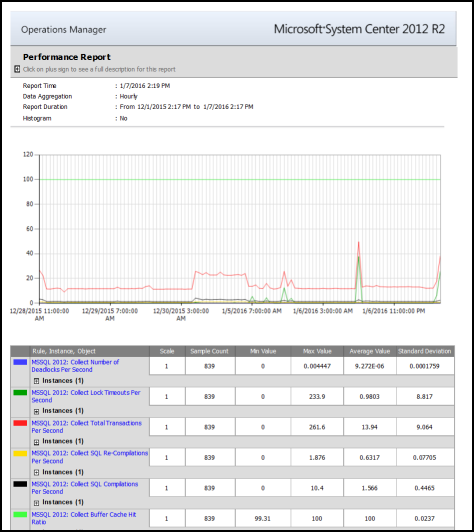 Operations Manager
Microsoft System Center 2012 R2
Performance Report
Click on plus sign to see a full description for this report
Report Time : 1/7/2016 2:19 PM
Data Aggregation : Hourly
Report Duration : From 12/1/2015 2:17 PM to 1/7/2016 2:17 PM
Histogram : No
120
100
80
60
40
20
0
12/28/2015 11:00:00 AM
12/29/2015 7:00:00 AM
12/30/2015 3:00:00 AM
1/5/2016 7:00:00 AM
1/6/2016 3:00:00 AM
1/6/2016 11:00:00 PM
Rule, Instance, Object Scale Sample Count Min Value Max Value Average Value Standard Deviation
MSSQL 2012: Collect Number of Deadlocks Per Second 1 839 0 0.004447 9.272E-06 0.0001759
Instances (1)
MSSQL 2012: Collect Lock Timeouts Per Second 1 839 0 233.9 0.9803 8.817
Instances (1)
MSSQL 2012: Collect Total Transactions Per Second 1 839 0 261.6 13.94 9.064
Instances (1)
MSSQL 2012: Collect SQL Re-Compilations Per Second 1 839 0 1.876 0.6317 0.07705
Instances (1)
MSSQL 2012: Collect SQL Compilations Per Second 1 839 0 10.4 1.566 0.4465
Instances (1)
MSSQL 2012: Collect Buffer Cache Hit Ratio 1 839 99.31 100 100 0.0237